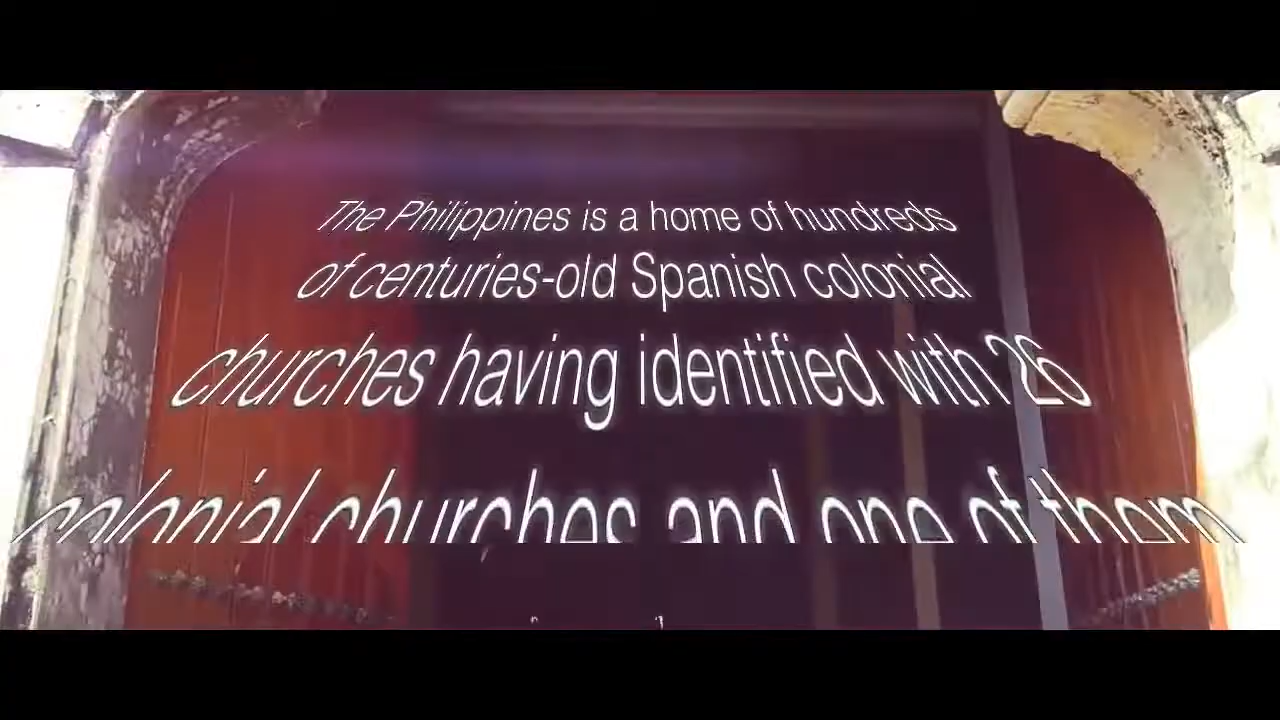 The Philippines is a home of hundreds
of centuries-old Spanish colonial
churches having identified with 26
colonial churches and one of them